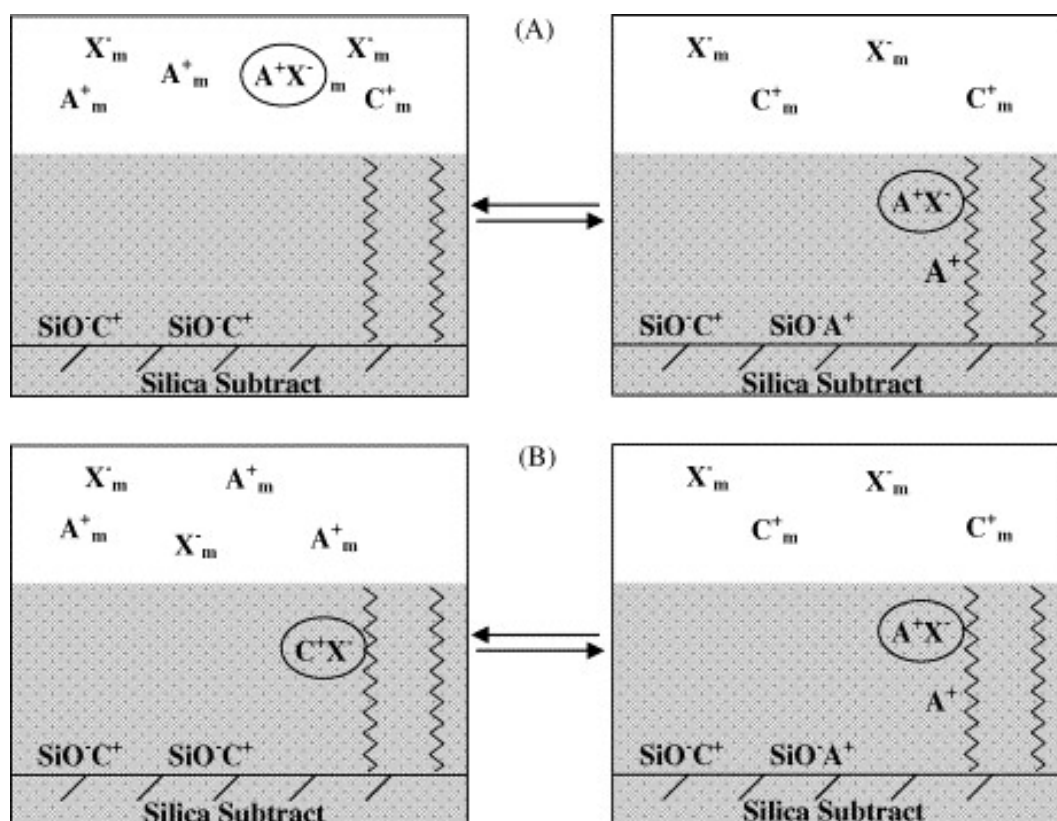 (A)
X⁻ₘ X⁻ₘ
A⁺ₘ A⁺ₘ A⁺X⁻ ₘ C⁺ₘ
SiO⁻C⁺ SiO⁻C⁺
Silica Subtract
X⁻ₘ X⁻ₘ
C⁺ₘ C⁺ₘ
A⁺X⁻
A⁺
SiO⁻C⁺ SiO⁻A⁺
Silica Subtract
(B)
X⁻ₘ A⁺ₘ
A⁺ₘ X⁻ₘ A⁺ₘ
C⁺X⁻
SiO⁻C⁺ SiO⁻C⁺
Silica Subtract
X⁻ₘ X⁻ₘ
C⁺ₘ C⁺ₘ
A⁺X⁻
A⁺
SiO⁻C⁺ SiO⁻A⁺
Silica Subtract